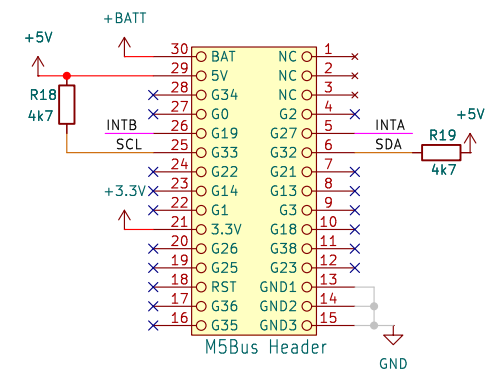 +BATT
+5V
30 BAT NC 1
29 5V NC 2
28 G34 NC 3
R18
4k7
27 G0 G2 4
+5V
INTB 26 G19 G27 5 INTA
R19
SCL 25 G33 G32 6 SDA
4k7
24 G22 G21 7
+3.3V
23 G14 G13 8
22 G1 G3 9
21 3.3V G18 10
20 G26 G38 11
19 G25 G23 12
18 RST GND1 13
17 G36 GND2 14
16 G35 GND3 15
M5Bus Header
GND